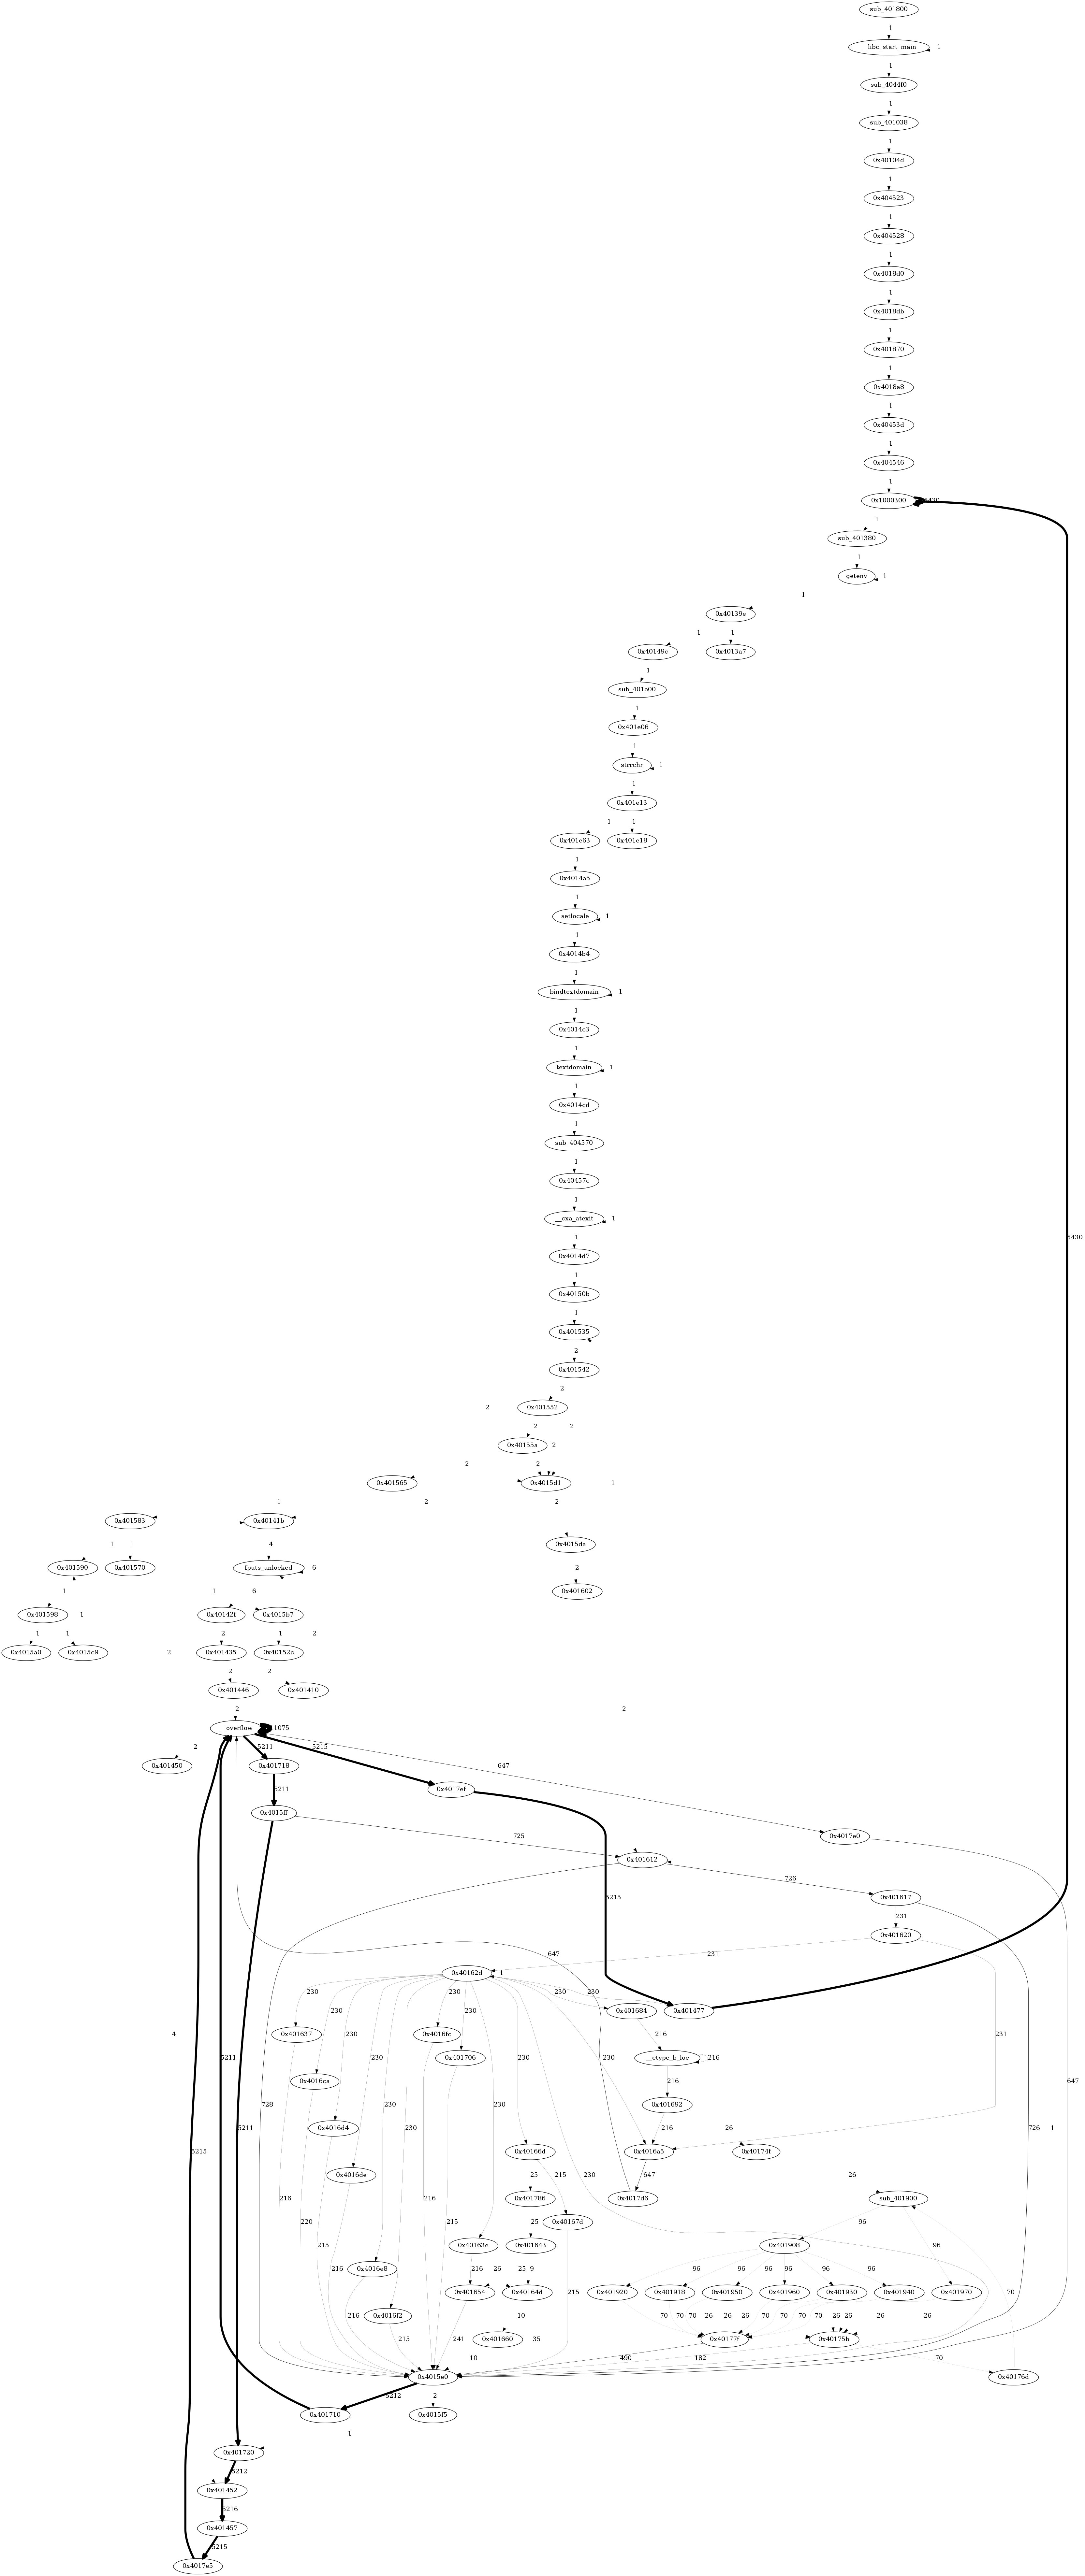 sub_401800
1
__libc_start_main
1
1
sub_4044f0
1
sub_401038
1
0x40104d
1
0x404523
1
0x404528
1
0x4018d0
1
0x4018db
1
0x401870
1
0x4018a8
1
0x40453d
1
0x404546
1
0x1000300
1
sub_401380
1
getenv
1
1
0x40139e
1
1
0x40149c
0x4013a7
1
sub_401e00
1
0x401e06
1
strrchr
1
1
0x401e13
1
1
0x401e63
0x401e18
1
0x4014a5
1
setlocale
1
1
0x4014b4
1
bindtextdomain
1
1
0x4014c3
1
textdomain
1
1
0x4014cd
1
sub_404570
1
0x40457c
1
__cxa_atexit
1
1
0x4014d7
5430
1
0x40150b
1
0x401535
2
0x401542
2
2
0x401552
2
2
2
0x40155a
2
2
0x401565
0x4015d1
1
1
2
2
0x401583
0x40141b
1
1
4
0x4015da
0x401590
0x401570
fputs_unlocked
6
2
0x401602
1
1
6
0x401598
1
0x40142f
0x4015b7
1
1
2
1
2
0x4015a0
0x4015c9
2
0x401435
0x40152c
2
2
0x401446
0x401410
2
2
__overflow
2
5211
5215
647
0x401450
0x401718
0x4017ef
5211
0x4015ff
725
0x4017e0
0x401612
726
0x401617
5215
231
0x401620
647
231
0x40162d
1
230
230
230
230
230
230
230
230
0x401637
0x4016fc
0x401684
0x401477
4
5211
216
231
0x401706
__ctype_b_loc
216
230
230
230
230
230
216
0x4016ca
0x401692
728
216
26
726
1
647
5211
0x4016d4
0x40166d
0x4016a5
0x40174f
5215
25
215
647
26
0x4016de
0x401786
0x4017d6
sub_401900
216
220
216
215
25
96
96
0x40167d
0x40163e
0x401643
0x401908
215
216
26
25
9
96
96
96
96
96
70
0x4016e8
0x401654
0x40164d
0x401920
0x401918
0x401950
0x401960
0x401930
0x401940
0x401970
216
215
10
70
70
70
26
26
26
70
70
70
70
26
26
26
26
0x4016f2
215
241
0x401660
35
0x40177f
0x40175b
10
490
182
70
0x4015e0
0x40176d
5212
2
0x401710
0x4015f5
1
0x401720
5212
0x401452
5216
0x401457
5215
0x4017e5